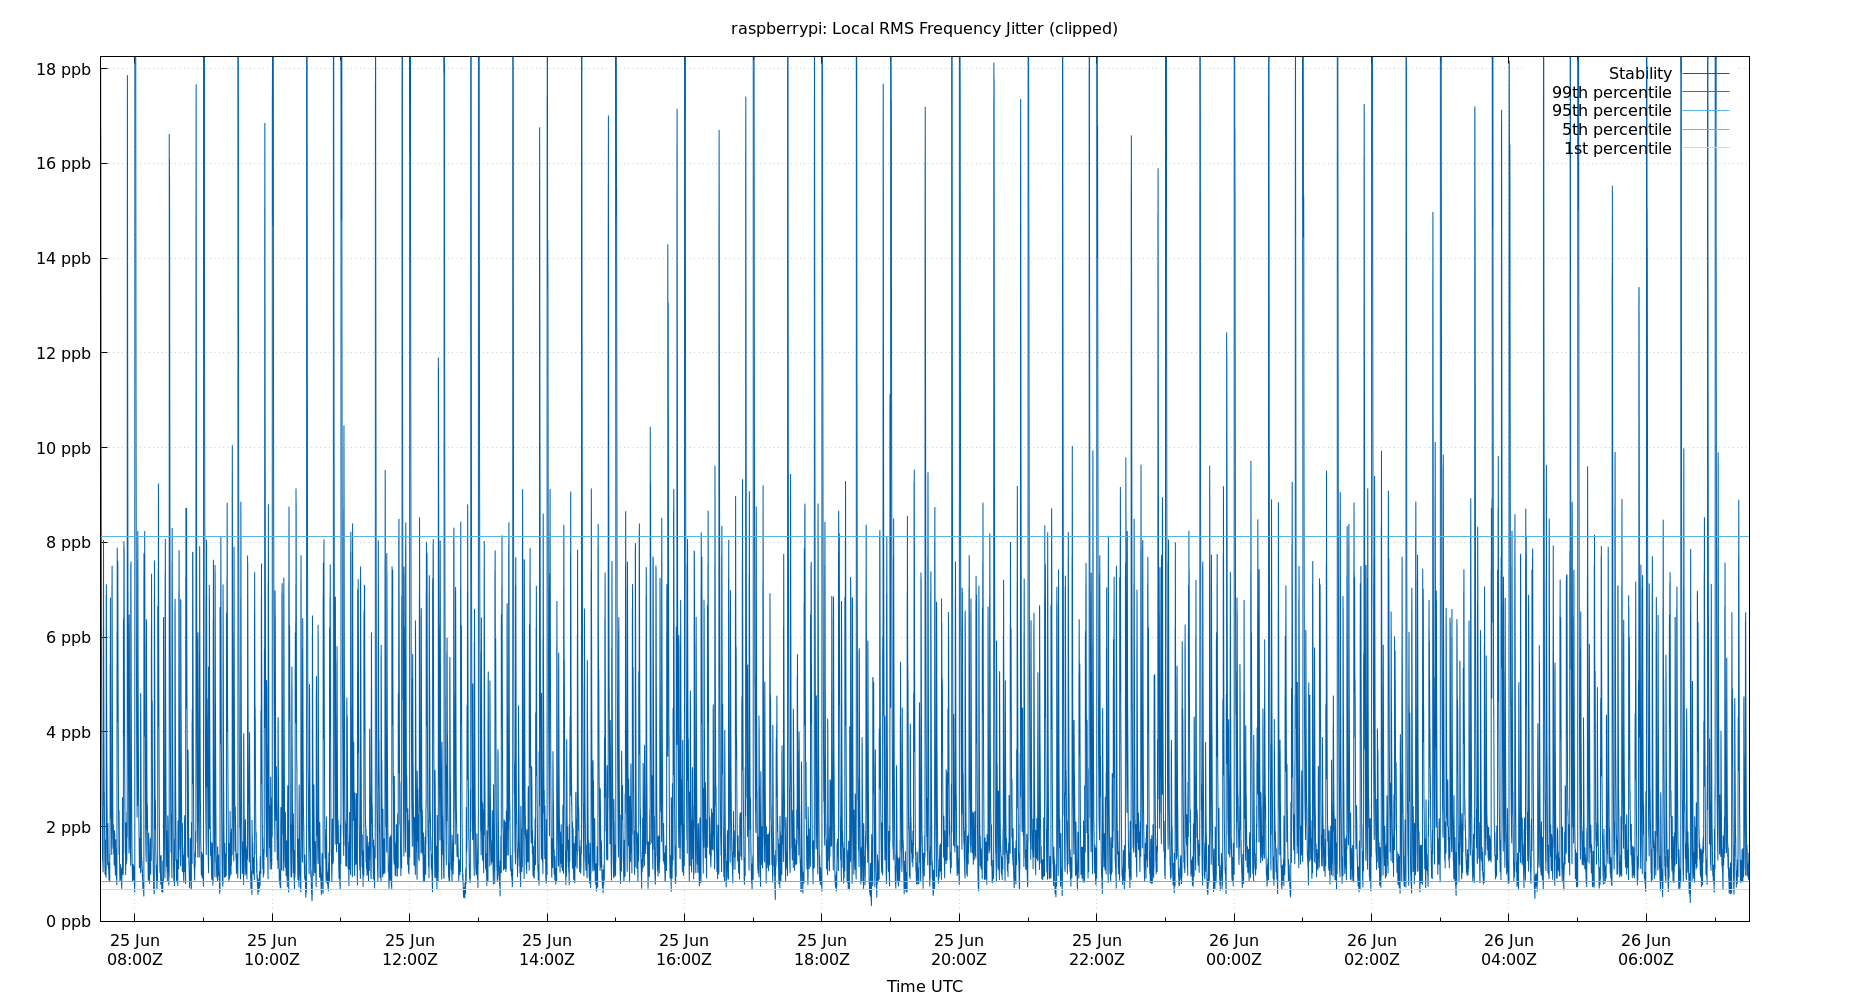 raspberrypi: Local RMS Frequency Jitter (clipped)
18 ppb
16 ppb
14 ppb
12 ppb
10 ppb
8 ppb
6 ppb
4 ppb
2 ppb
0 ppb
Stability
99th percentile
95th percentile
5th percentile
1st percentile
25 Jun 25 Jun 25 Jun 25 Jun 25 Jun 25 Jun 25 Jun 25 Jun 26 Jun 26 Jun 26 Jun 26 Jun
08:00Z 10:00Z 12:00Z 14:00Z 16:00Z 18:00Z 20:00Z 22:00Z 00:00Z 02:00Z 04:00Z 06:00Z
Time UTC